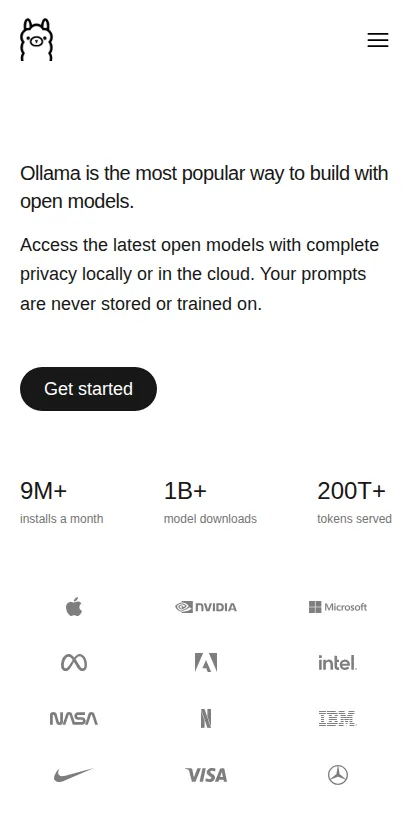 Ollama is the most popular way to build with
open models.
Access the latest open models with complete
privacy locally or in the cloud. Your prompts
are never stored or trained on.
Get started
9M+ 1B+ 200T+
installs a month model downloads tokens served
NVIDIA Microsoft
intel.
NASA N IBM
VISA